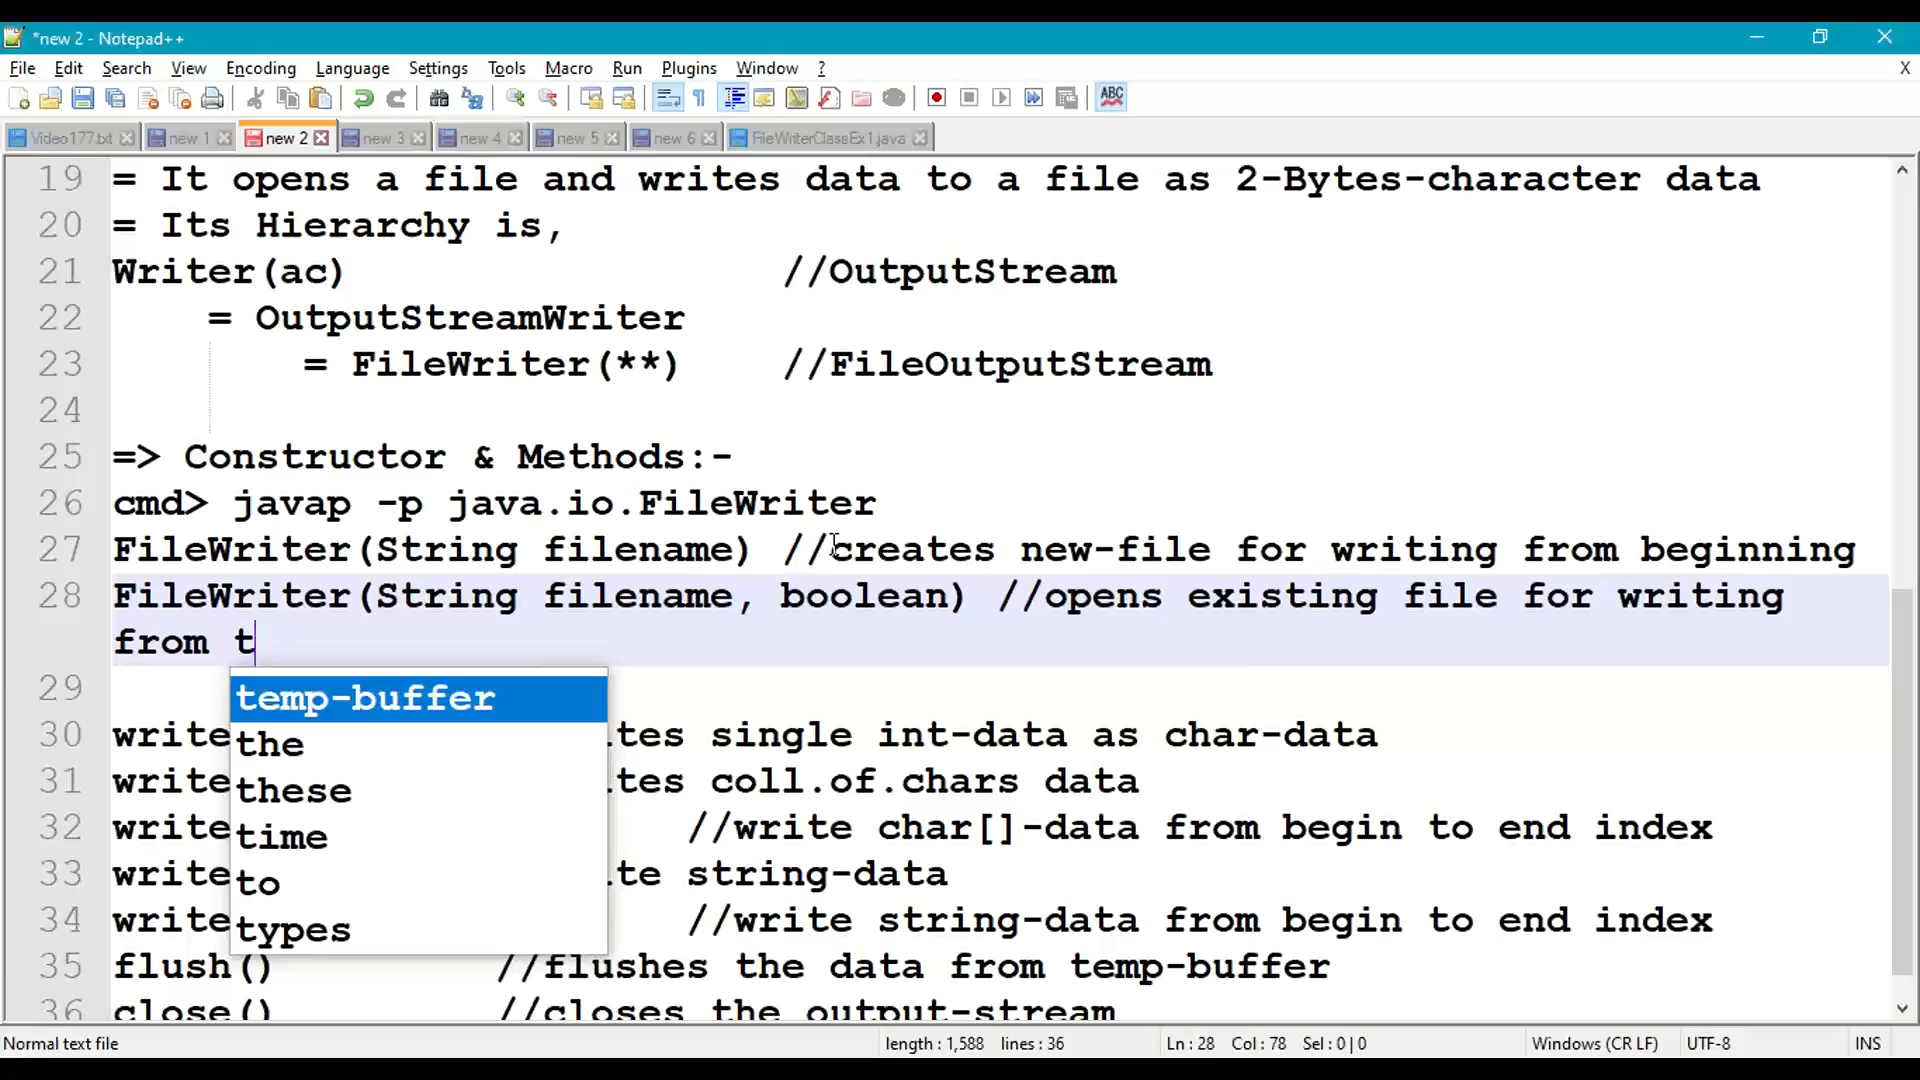 *new 2 - Notepad++
File Edit Search View Encoding Language Settings Tools Macro Run Plugins Window ? X
ABC
Video177.txt new 1 new 2 new 3 new 4 new 5 new 6 FileWriterClassEx1.java
19 = It opens a file and writes data to a file as 2-Bytes-character data
20 = Its Hierarchy is,
21 Writer(ac) //OutputStream
22 = OutputStreamWriter
23 = FileWriter(**) //FileOutputStream
24
25 => Constructor & Methods:-
26 cmd> javap -p java.io.FileWriter
27 FileWriter(String filename) //creates new-file for writing from beginning
28 FileWriter(String filename, boolean) //opens existing file for writing
from t
29 temp-buffer
the
30 write tes single int-data as char-data
these
31 write tes coll.of.chars data
time
32 write //write char[]-data from begin to end index
to
33 write te string-data
types
34 write //write string-data from begin to end index
35 flush() //flushes the data from temp-buffer
36 close() //closes the output-stream
Normal text file length : 1,588 lines : 36 Ln : 28 Col : 78 Sel : 0 | 0 Windows (CR LF) UTF-8 INS